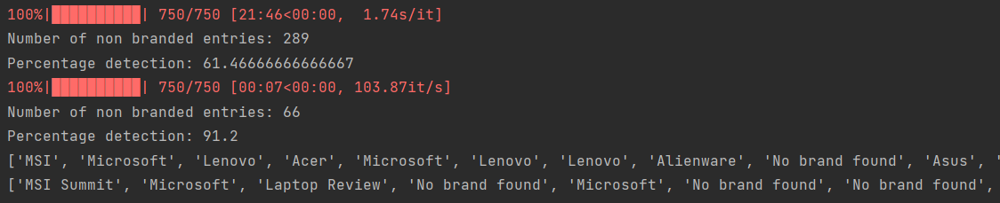 100%|██████████| 750/750 [21:46<00:00,  1.74s/it]
Number of non branded entries: 289
Percentage detection: 61.46666666666667
100%|██████████| 750/750 [00:07<00:00, 103.87it/s]
Number of non branded entries: 66
Percentage detection: 91.2
['MSI', 'Microsoft', 'Lenovo', 'Acer', 'Microsoft', 'Lenovo', 'Lenovo', 'Alienware', 'No brand found', 'Asus', '
['MSI Summit', 'Microsoft', 'Laptop Review', 'No brand found', 'Microsoft', 'No brand found', 'No brand found',